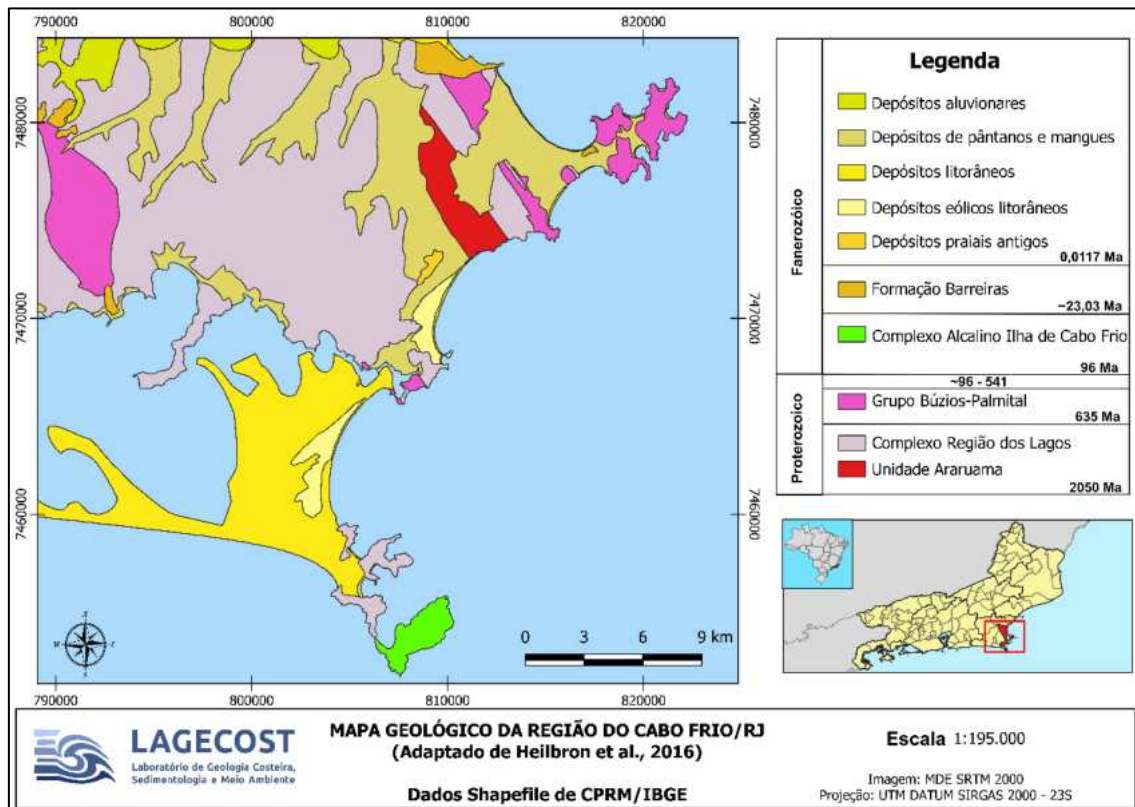 790000
800000
810000
820000
7480000
7470000
7460000
7480000
7470000
7460000
0 3 6 9 km
790000
800000
810000
820000
Legenda
Fanerozóico
Depósitos aluvionares
Depósitos de pântanos e mangues
Depósitos litorâneos
Depósitos eólicos litorâneos
Depósitos praiais antigos
0,0117 Ma
Formação Barreiras
~23,03 Ma
Complexo Alcalino Ilha de Cabo Frio
96 Ma
~96 - 541
Proterozoico
Grupo Búzios-Palmital
635 Ma
Complexo Região dos Lagos
Unidade Araruama
2050 Ma
LAGECOST
Laboratório de Geologia Costeira,
Sedimentologia e Meio Ambiente
MAPA GEOLÓGICO DA REGIÃO DO CABO FRIO/RJ
(Adaptado de Heilbron et al., 2016)
Dados Shapefile de CPRM/IBGE
Escala 1:195.000
Imagem: MDE SRTM 2000
Projeção: UTM DATUM SIRGAS 2000 - 23S